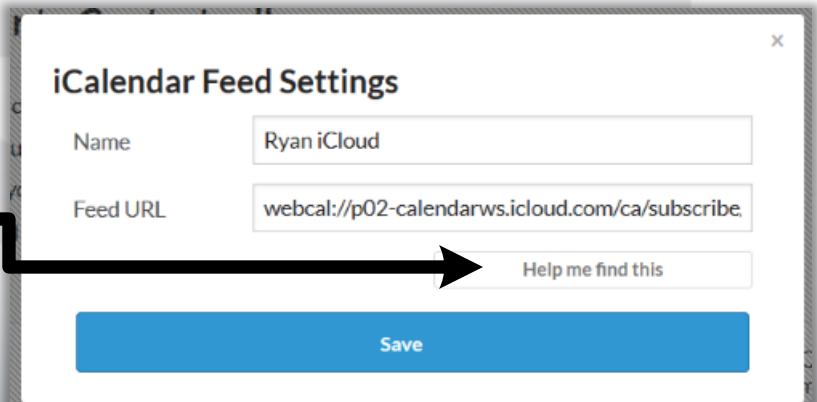 ×
iCalendar Feed Settings
Name
Ryan iCloud
Feed URL
webcal://p02-calendarws.icloud.com/ca/subscribe,
Help me find this
Save